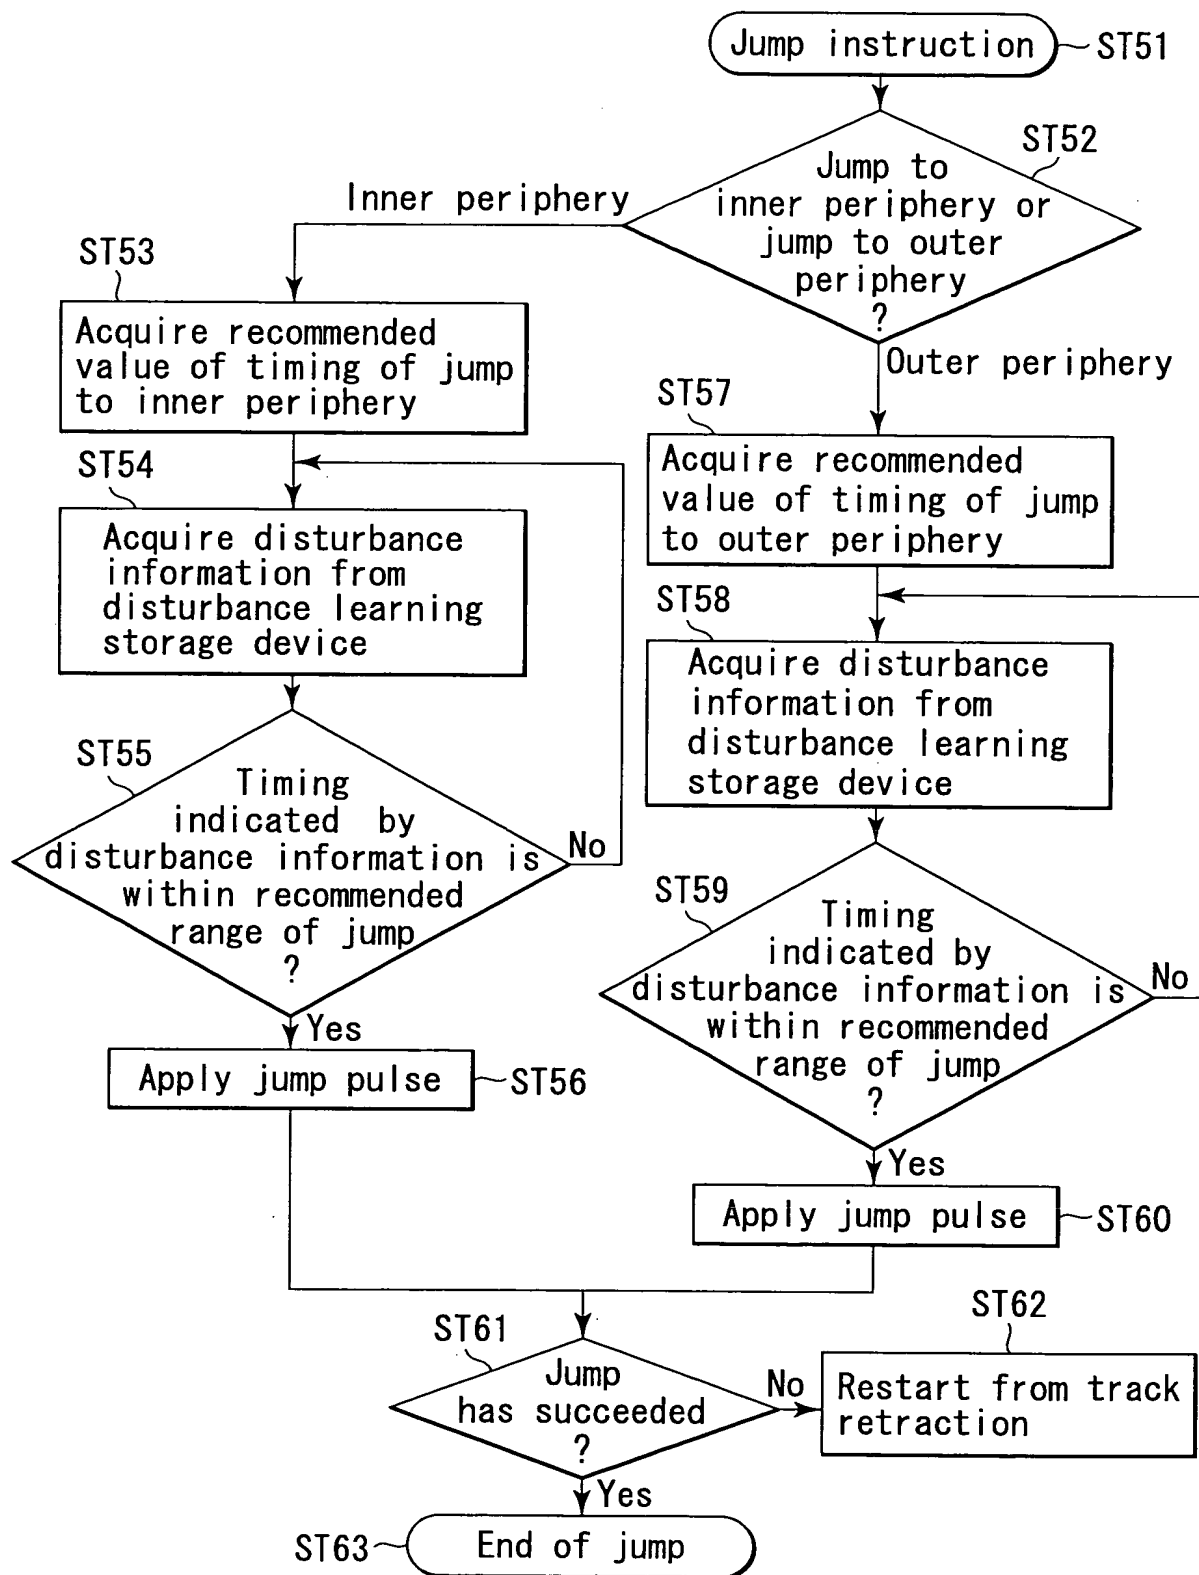 Jump instruction
ST51
ST52
Jump to
inner periphery or
jump to outer
periphery
?
Inner periphery
Outer periphery
ST53
Acquire recommended
value of timing of jump
to inner periphery
ST54
Acquire disturbance
information from
disturbance learning
storage device
ST55
Timing
indicated by
disturbance information is
within recommended
range of jump
?
No
Yes
Apply jump pulse
ST56
ST57
Acquire recommended
value of timing of jump
to outer periphery
ST58
Acquire disturbance
information from
disturbance learning
storage device
ST59
Timing
indicated by
disturbance information is
within recommended
range of jump
?
No
Yes
Apply jump pulse
ST60
ST61
Jump
has succeeded
?
No
ST62
Restart from track
retraction
Yes
ST63
End of jump